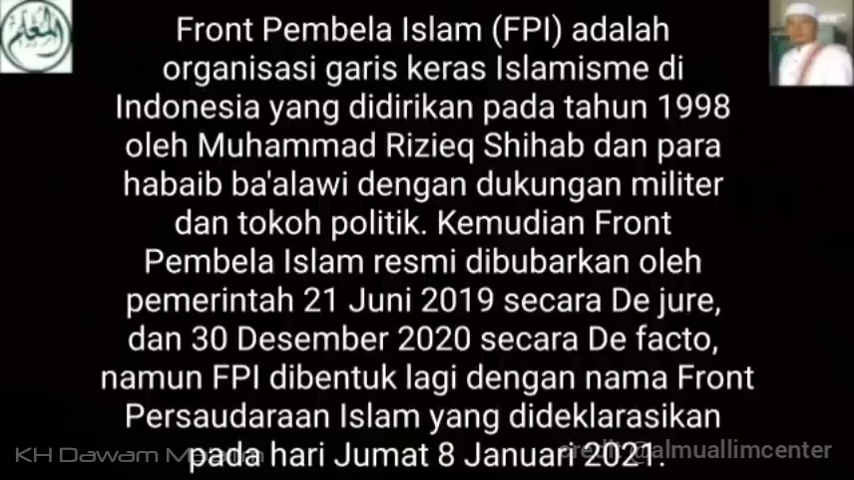 Front Pembela Islam (FPI) adalah
organisasi garis keras Islamisme di
Indonesia yang didirikan pada tahun 1998
oleh Muhammad Rizieq Shihab dan para
habaib ba'alawi dengan dukungan militer
dan tokoh politik. Kemudian Front
Pembela Islam resmi dibubarkan oleh
pemerintah 21 Juni 2019 secara De jure,
dan 30 Desember 2020 secara De facto,
namun FPI dibentuk lagi dengan nama Front
Persaudaraan Islam yang dideklarasikan
pada hari Jumat 8 Januari 2021.
KH Dawam
credit @almuallimcenter
المعلم